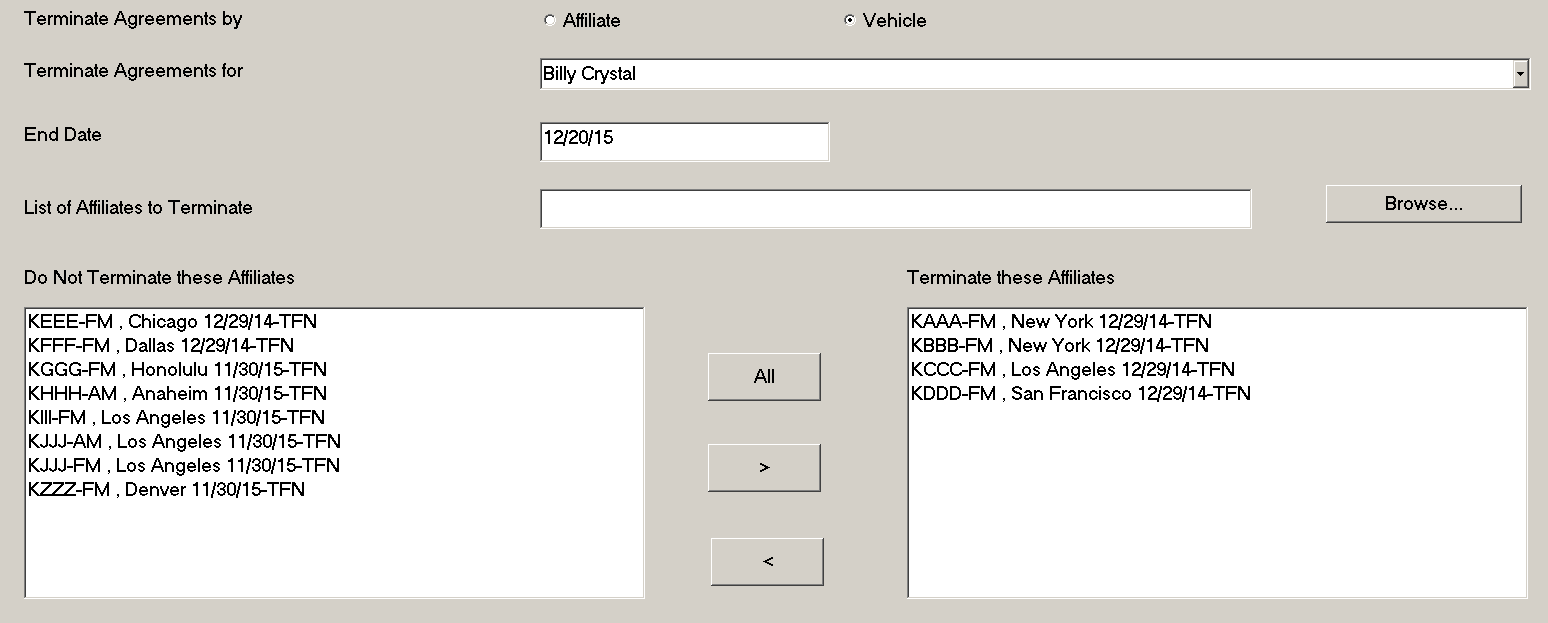 Terminate Agreements by Affiliate Vehicle
Terminate Agreements for Billy Crystal
End Date 12/20/15
List of Affiliates to Terminate Browse...
Do Not Terminate these Affiliates
KEEE-FM , Chicago 12/29/14-TFN
KFFF-FM , Dallas 12/29/14-TFN
KGGG-FM , Honolulu 11/30/15-TFN
KHHH-AM , Anaheim 11/30/15-TFN
KIII-FM , Los Angeles 11/30/15-TFN
KJJJ-AM , Los Angeles 11/30/15-TFN
KJJJ-FM , Los Angeles 11/30/15-TFN
KZZZ-FM , Denver 11/30/15-TFN
All
>
<
Terminate these Affiliates
KAAA-FM , New York 12/29/14-TFN
KBBB-FM , New York 12/29/14-TFN
KCCC-FM , Los Angeles 12/29/14-TFN
KDDD-FM , San Francisco 12/29/14-TFN